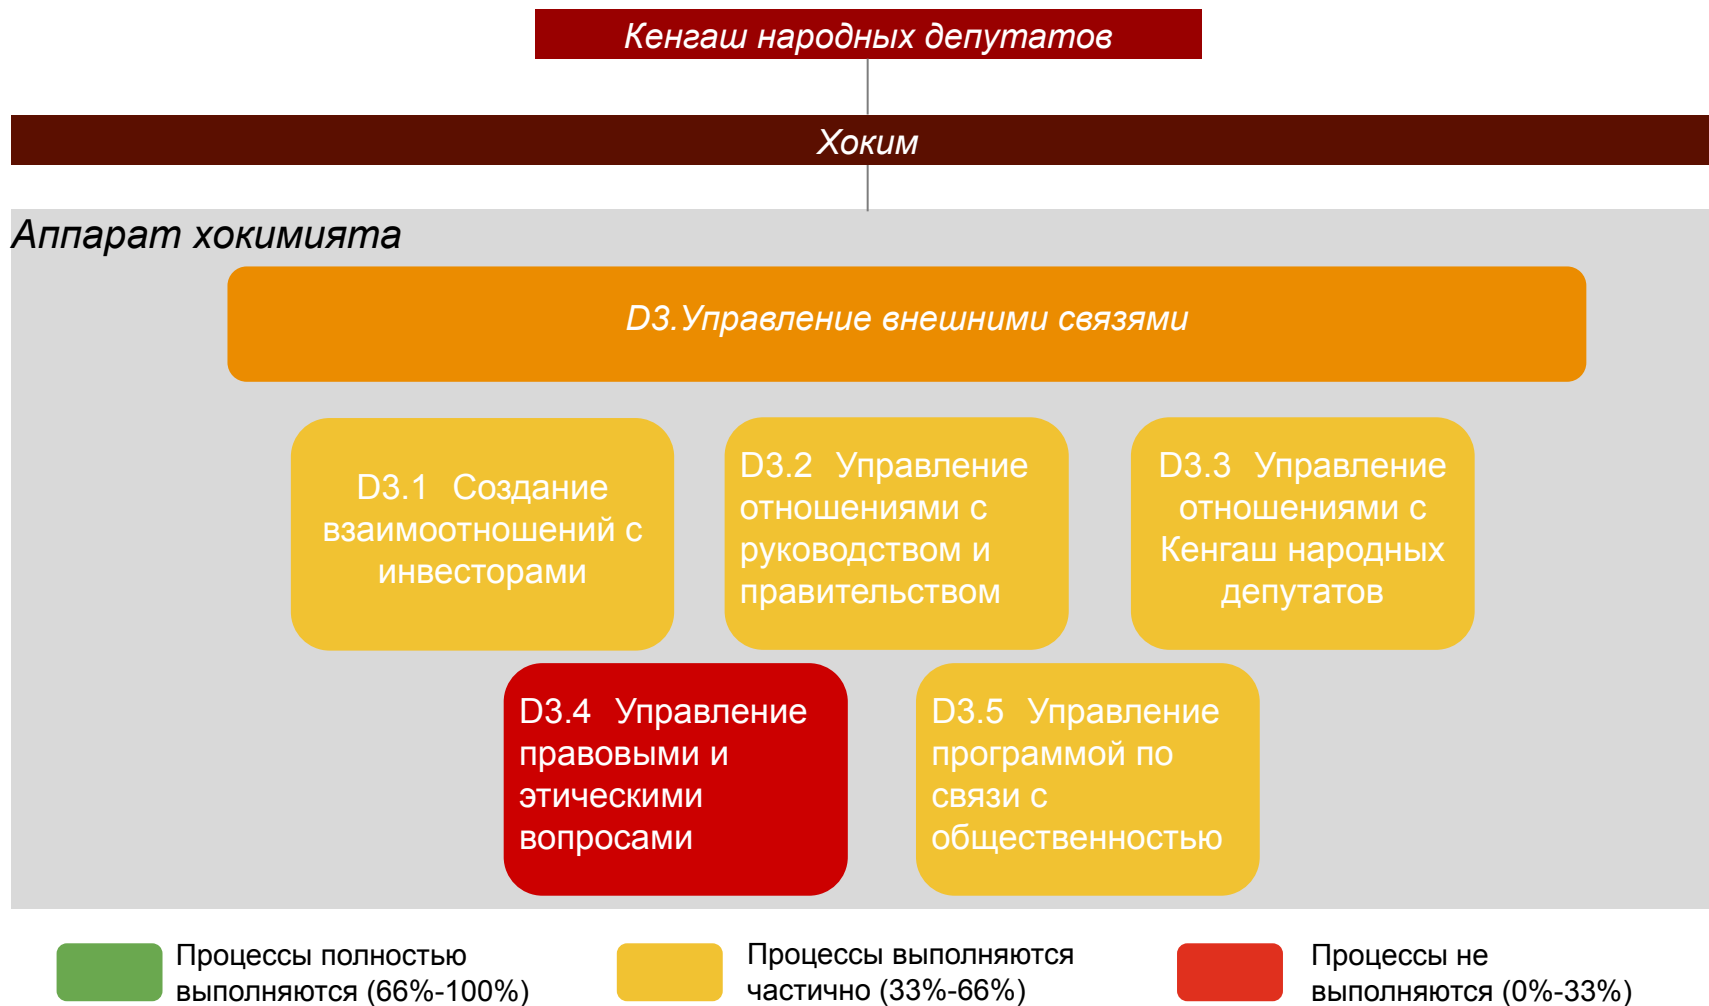 Кенгаш народных депутатов
Хоким
Аппарат хокимията
D3.Управление внешними связями
D3.1 Создание
взаимоотношений с
инвесторами
D3.2 Управление
отношениями с
руководством и
правительством
D3.3 Управление
отношениями с
Кенгаш народных
депутатов
D3.4 Управление
правовыми и
этическими
вопросами
D3.5 Управление
программой по
связи с
общественностью
Процессы полностью
выполняются (66%-100%)
Процессы выполняются
частично (33%-66%)
Процессы не
выполняются (0%-33%)